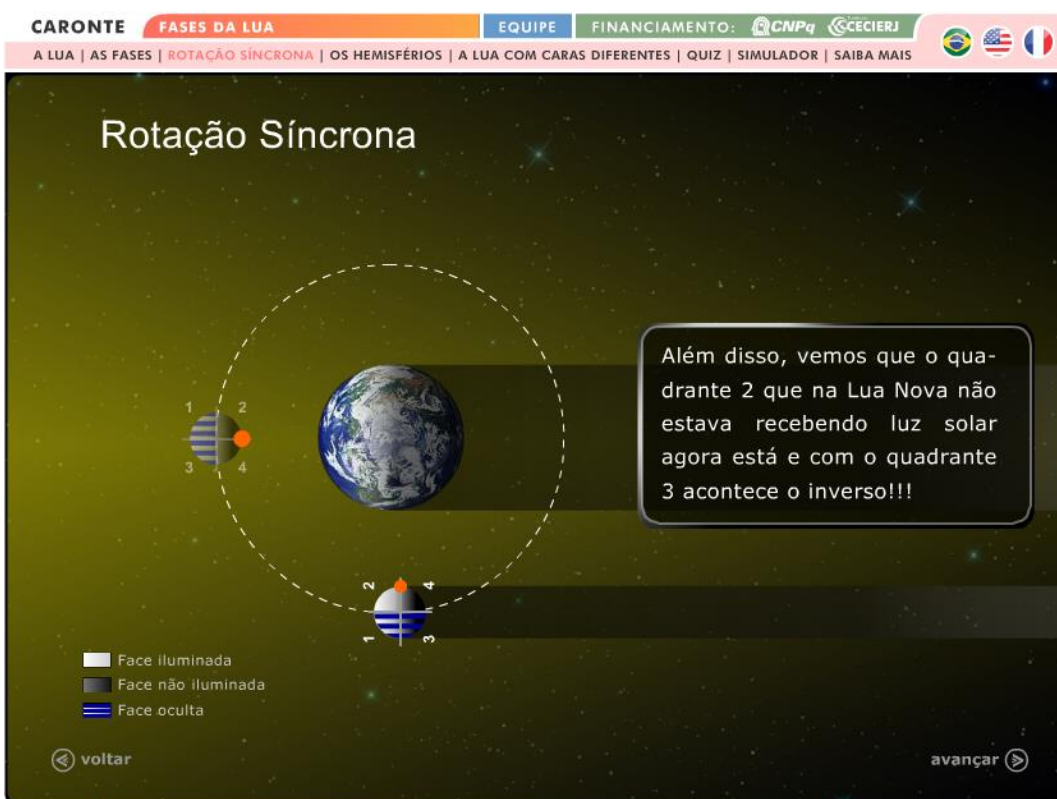 CARONTE FASES DA LUA EQUIPE FINANCIAMENTO: CNPq CECIERJ
A LUA | AS FASES | ROTAÇÃO SÍNCRONA | OS HEMISFÉRIOS | A LUA COM CARAS DIFERENTES | QUIZ | SIMULADOR | SAIBA MAIS
Rotação Síncrona
Além disso, vemos que o qua-
drante 2 que na Lua Nova não
estava recebendo luz solar
agora está e com o quadrante
3 acontece o inverso!!!
1 2
3 4
2 4
1 3
Face iluminada
Face não iluminada
Face oculta
voltar
avançar